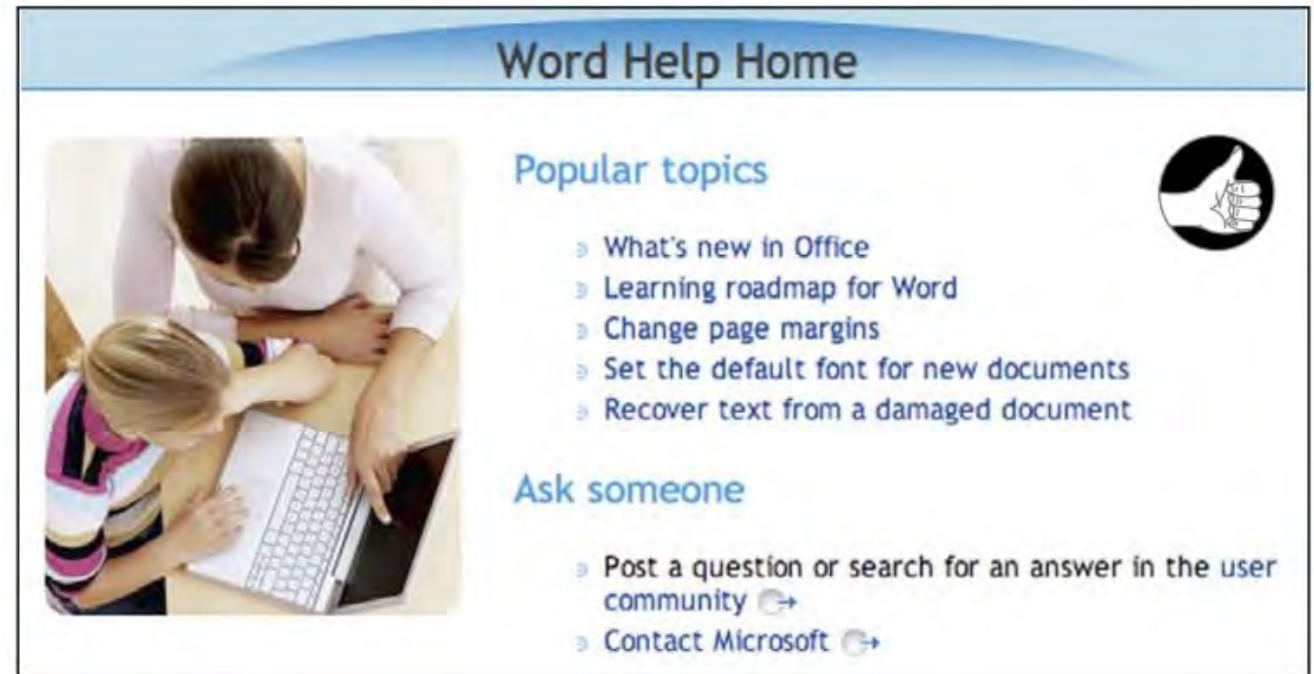 Word Help Home
Popular topics
What's new in Office
Learning roadmap for Word
Change page margins
Set the default font for new documents
Recover text from a damaged document
Ask someone
Post a question or search for an answer in the user
community
Contact Microsoft